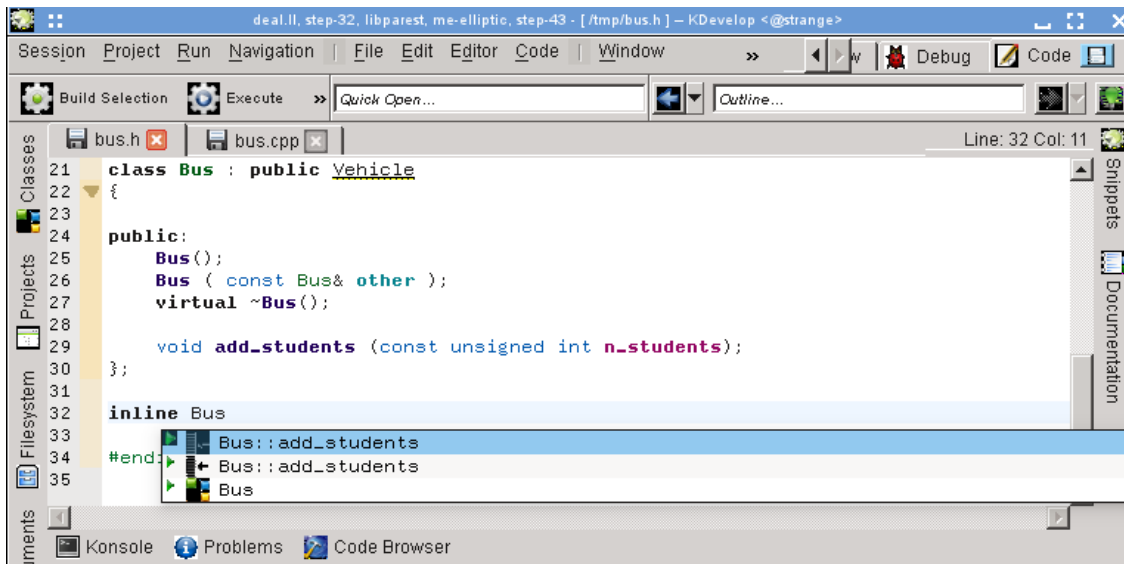 deal.II, step-32, libparest, me-elliptic, step-43 - [ /tmp/bus.h ] – KDevelop <@strange>
Session Project Run Navigation | File Edit Editor Code | Window » Debug Code
Build Selection Execute » Quick Open... Outline...
bus.h bus.cpp Line: 32 Col: 11
Classes
Projects
Filesystem
Snippets
Documentation
21 class Bus : public Vehicle
22 {
23
24 public:
25 Bus();
26 Bus ( const Bus& other );
27 virtual ~Bus();
28
29 void add_students (const unsigned int n_students);
30 };
31
32 inline Bus
33 Bus::add_students
34 #end
Bus::add_students
35 Bus
Konsole Problems Code Browser